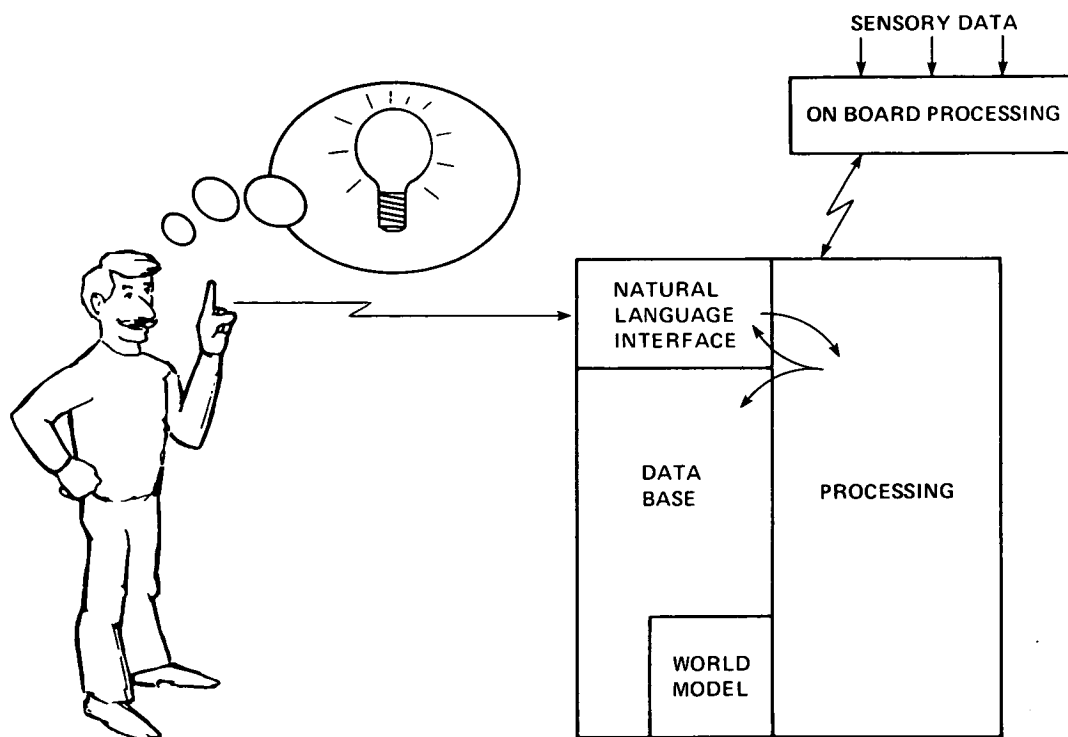 SENSORY DATA
ON BOARD PROCESSING
NATURAL
LANGUAGE
INTERFACE
DATA
BASE
PROCESSING
WORLD
MODEL